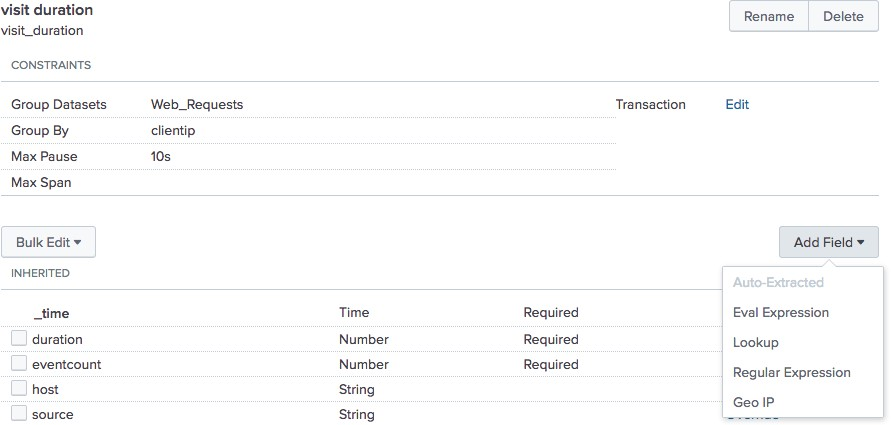 visit duration
visit_duration
Rename Delete
CONSTRAINTS
Group Datasets Web_Requests Transaction Edit
Group By clientip
Max Pause 10s
Max Span
Bulk Edit Add Field
INHERITED
Auto-Extracted
Eval Expression
Lookup
Regular Expression
Geo IP
_time Time Required
duration Number Required
eventcount Number Required
host String
source String